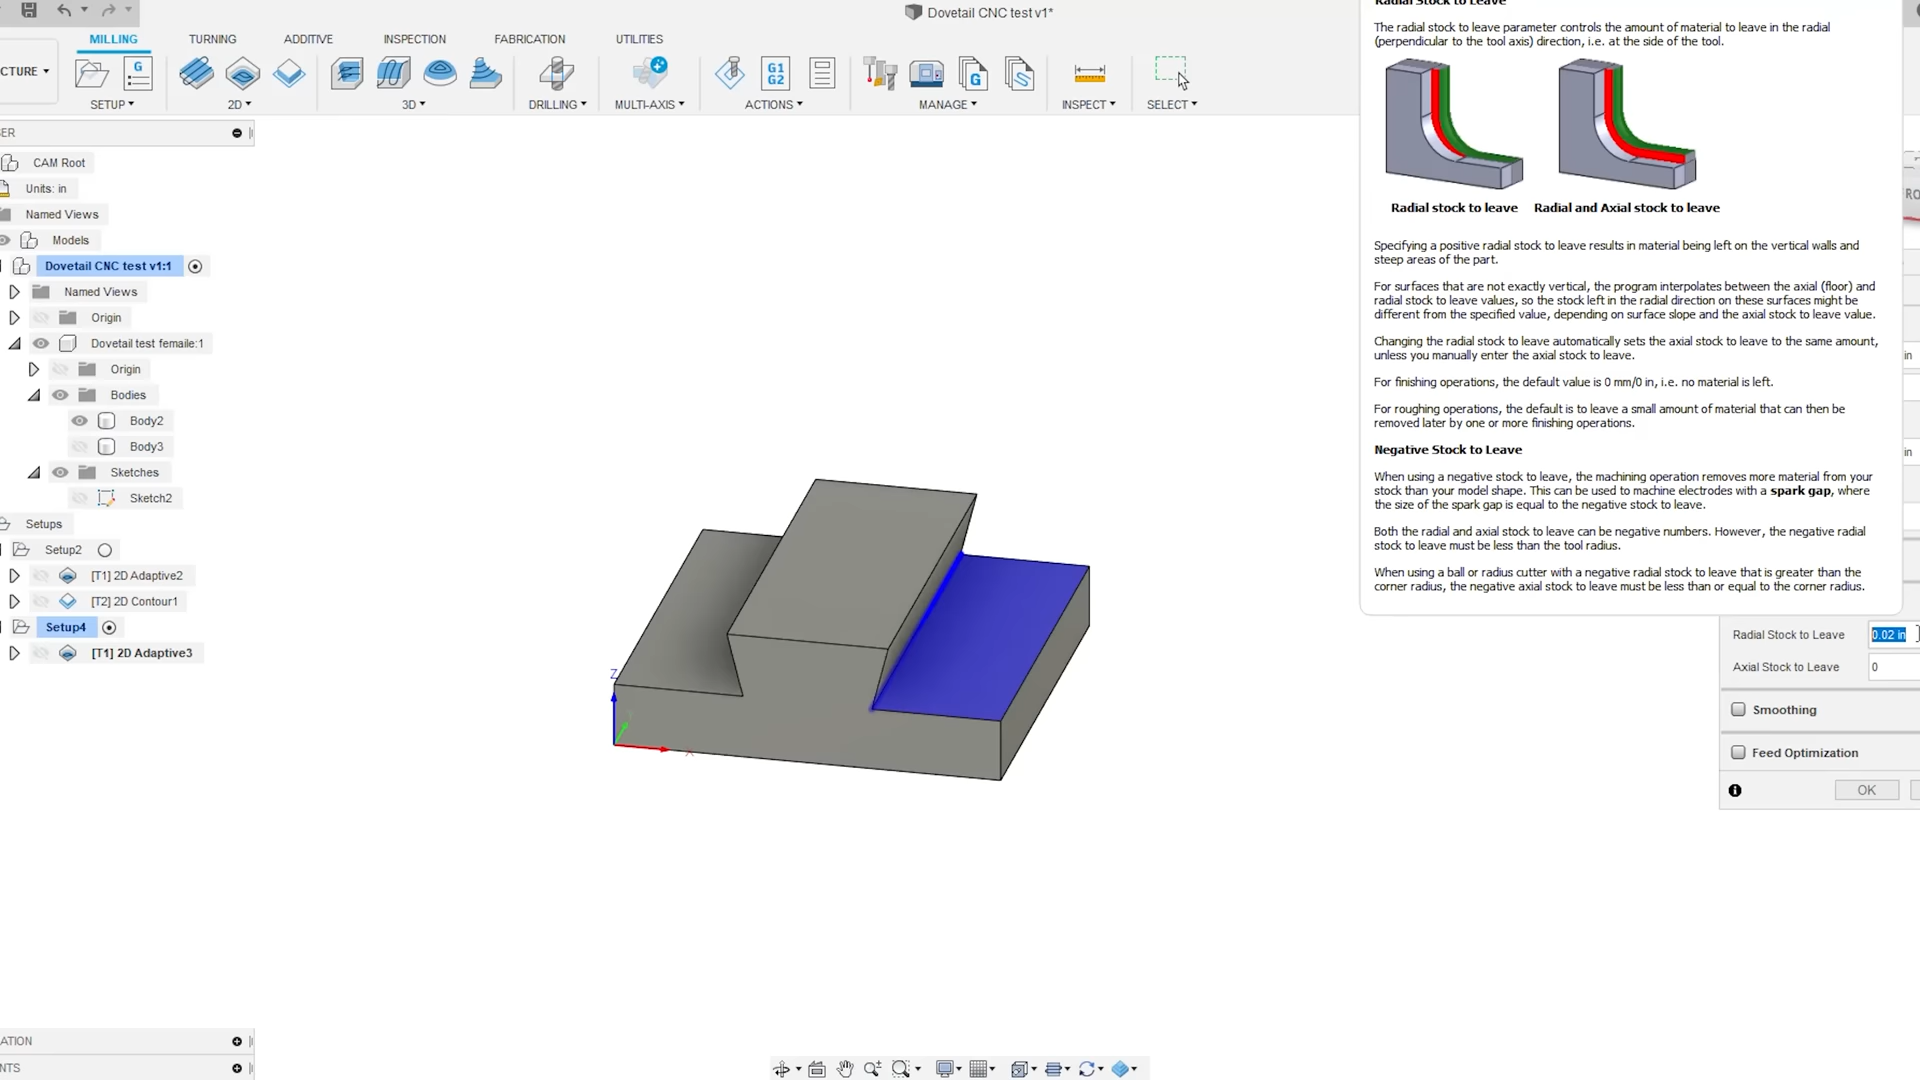 Dovetail CNC test v1*
MILLING
TURNING
ADDITIVE
INSPECTION
FABRICATION
UTILITIES
CTURE
SETUP
2D
3D
DRILLING
MULTI-AXIS
G1
G2
ACTIONS
MANAGE
INSPECT
SELECT
SER
CAM Root
Units: in
Named Views
Models
Dovetail CNC test v1:1
Named Views
Origin
Dovetail test femaile:1
Origin
Bodies
Body2
Body3
Sketches
Sketch2
Setups
Setup2
[T1] 2D Adaptive2
[T2] 2D Contour1
Setup4
[T1] 2D Adaptive3
ATION
NTS
Z
X
Radial Stock to Leave
The radial stock to leave parameter controls the amount of material to leave in the radial
(perpendicular to the tool axis) direction, i.e. at the side of the tool.
Radial stock to leave
Radial and Axial stock to leave
Specifying a positive radial stock to leave results in material being left on the vertical walls and
steep areas of the part.
For surfaces that are not exactly vertical, the program interpolates between the axial (floor) and
radial stock to leave values, so the stock left in the radial direction on these surfaces might be
different from the specified value, depending on surface slope and the axial stock to leave value.
Changing the radial stock to leave automatically sets the axial stock to leave to the same amount,
unless you manually enter the axial stock to leave.
For finishing operations, the default value is 0 mm/0 in, i.e. no material is left.
For roughing operations, the default is to leave a small amount of material that can then be
removed later by one or more finishing operations.
Negative Stock to Leave
When using a negative stock to leave, the machining operation removes more material from your
stock than your model shape. This can be used to machine electrodes with a spark gap, where
the size of the spark gap is equal to the negative stock to leave.
Both the radial and axial stock to leave can be negative numbers. However, the negative radial
stock to leave must be less than the tool radius.
When using a ball or radius cutter with a negative radial stock to leave that is greater than the
corner radius, the negative axial stock to leave must be less than or equal to the corner radius.
RO
in
in
Radial Stock to Leave
0.02 in
Axial Stock to Leave
0
Smoothing
Feed Optimization
OK